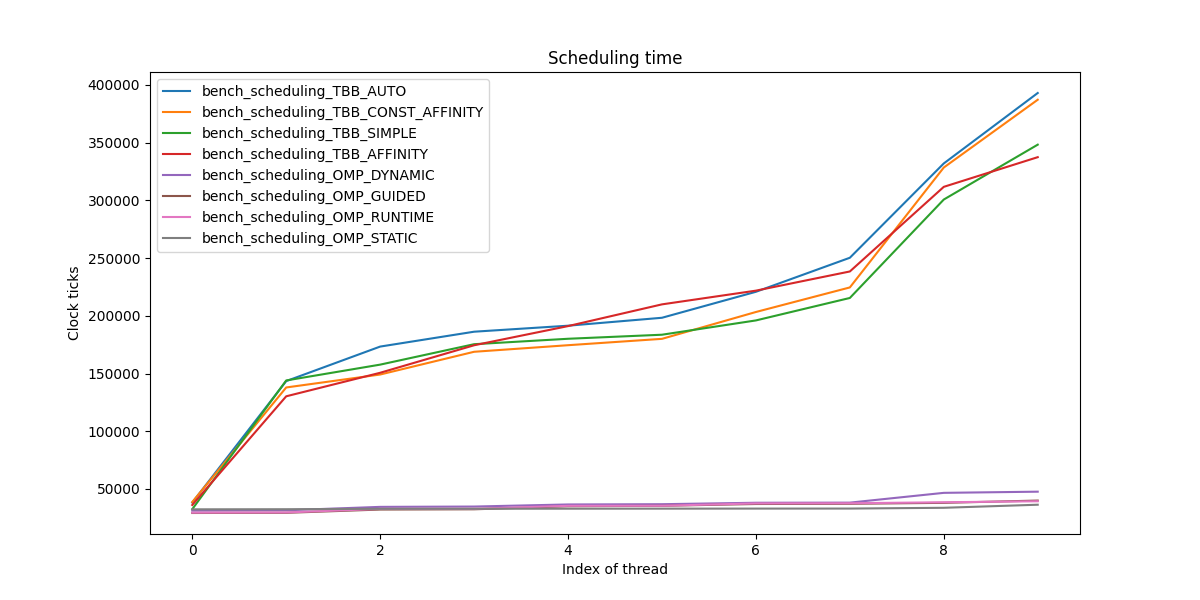 Scheduling time
400000
350000
300000
250000
200000
150000
100000
50000
Clock ticks
bench_scheduling_TBB_AUTO
bench_scheduling_TBB_CONST_AFFINITY
bench_scheduling_TBB_SIMPLE
bench_scheduling_TBB_AFFINITY
bench_scheduling_OMP_DYNAMIC
bench_scheduling_OMP_GUIDED
bench_scheduling_OMP_RUNTIME
bench_scheduling_OMP_STATIC
0 2 4 6 8
Index of thread